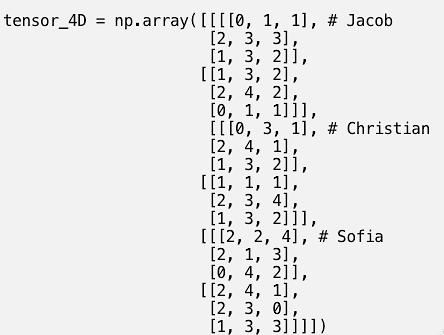 tensor_4D = np.array([[[[0, 1, 1], # Jacob
[2, 3, 3],
[1, 3, 2]],
[[1, 3, 2],
[2, 4, 2],
[0, 1, 1]]],
[[[0, 3, 1], # Christian
[2, 4, 1],
[1, 3, 2]],
[[1, 1, 1],
[2, 3, 4],
[1, 3, 2]]],
[[[2, 2, 4], # Sofia
[2, 1, 3],
[0, 4, 2]],
[[2, 4, 1],
[2, 3, 0],
[1, 3, 3]]]])